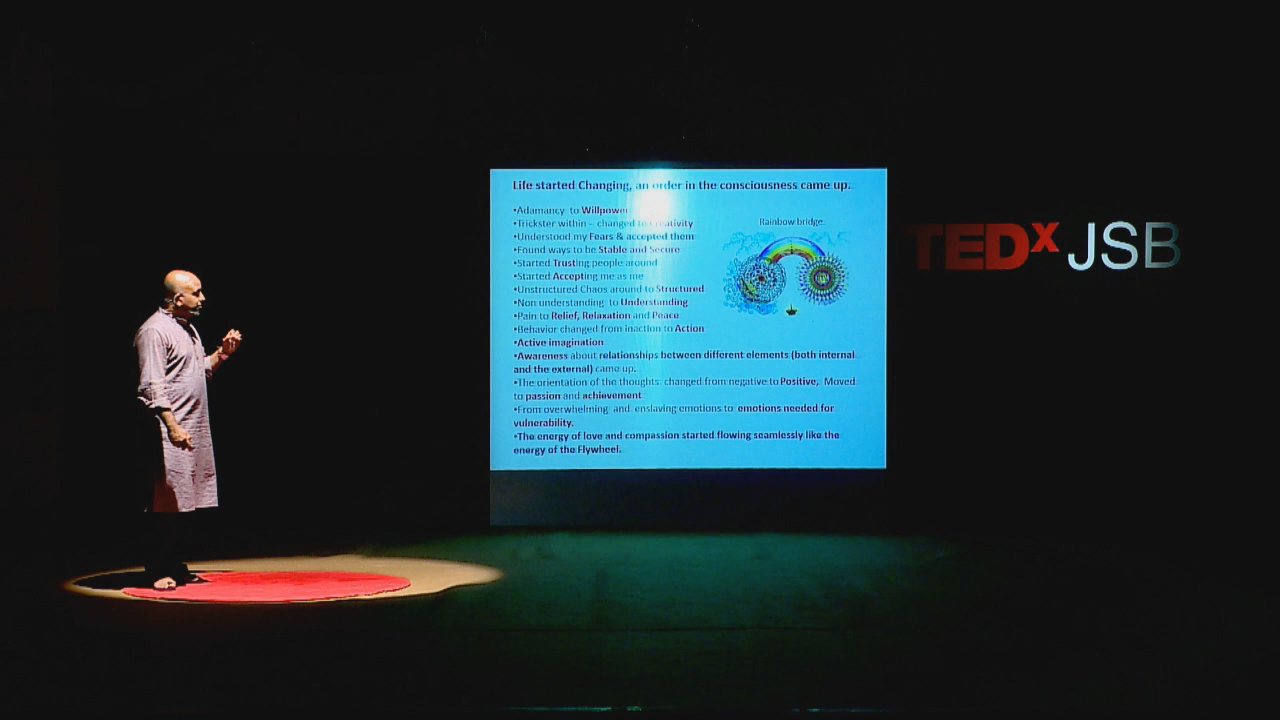 Life started Changing, an order in the consciousness came up.
•Adamancy to Willpower
•Trickster within – changed to Creativity
•Understood my Fears & accepted them
•Found ways to be Stable and Secure
•Started Trusting people around
•Started Accepting me as me
•Unstructured Chaos around to Structured
•Non understanding to Understanding
•Pain to Relief, Relaxation and Peace
•Behavior changed from inaction to Action
•Active imagination
•Awareness about relationships between different elements (both internal
and the external) came up.
•The orientation of the thoughts changed from negative to Positive, Moved
to passion and achievement
•From overwhelming and enslaving emotions to emotions needed for
vulnerability.
•The energy of love and compassion started flowing seamlessly like the
energy of the Flywheel.
Rainbow bridge
TEDx JSB